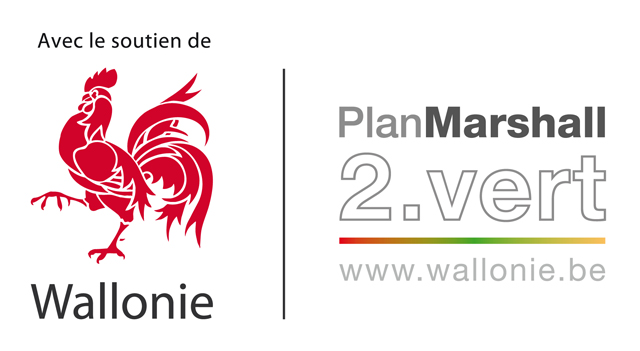 Avec le soutien de
Wallonie
PlanMarshall
2.vert
www.wallonie.be